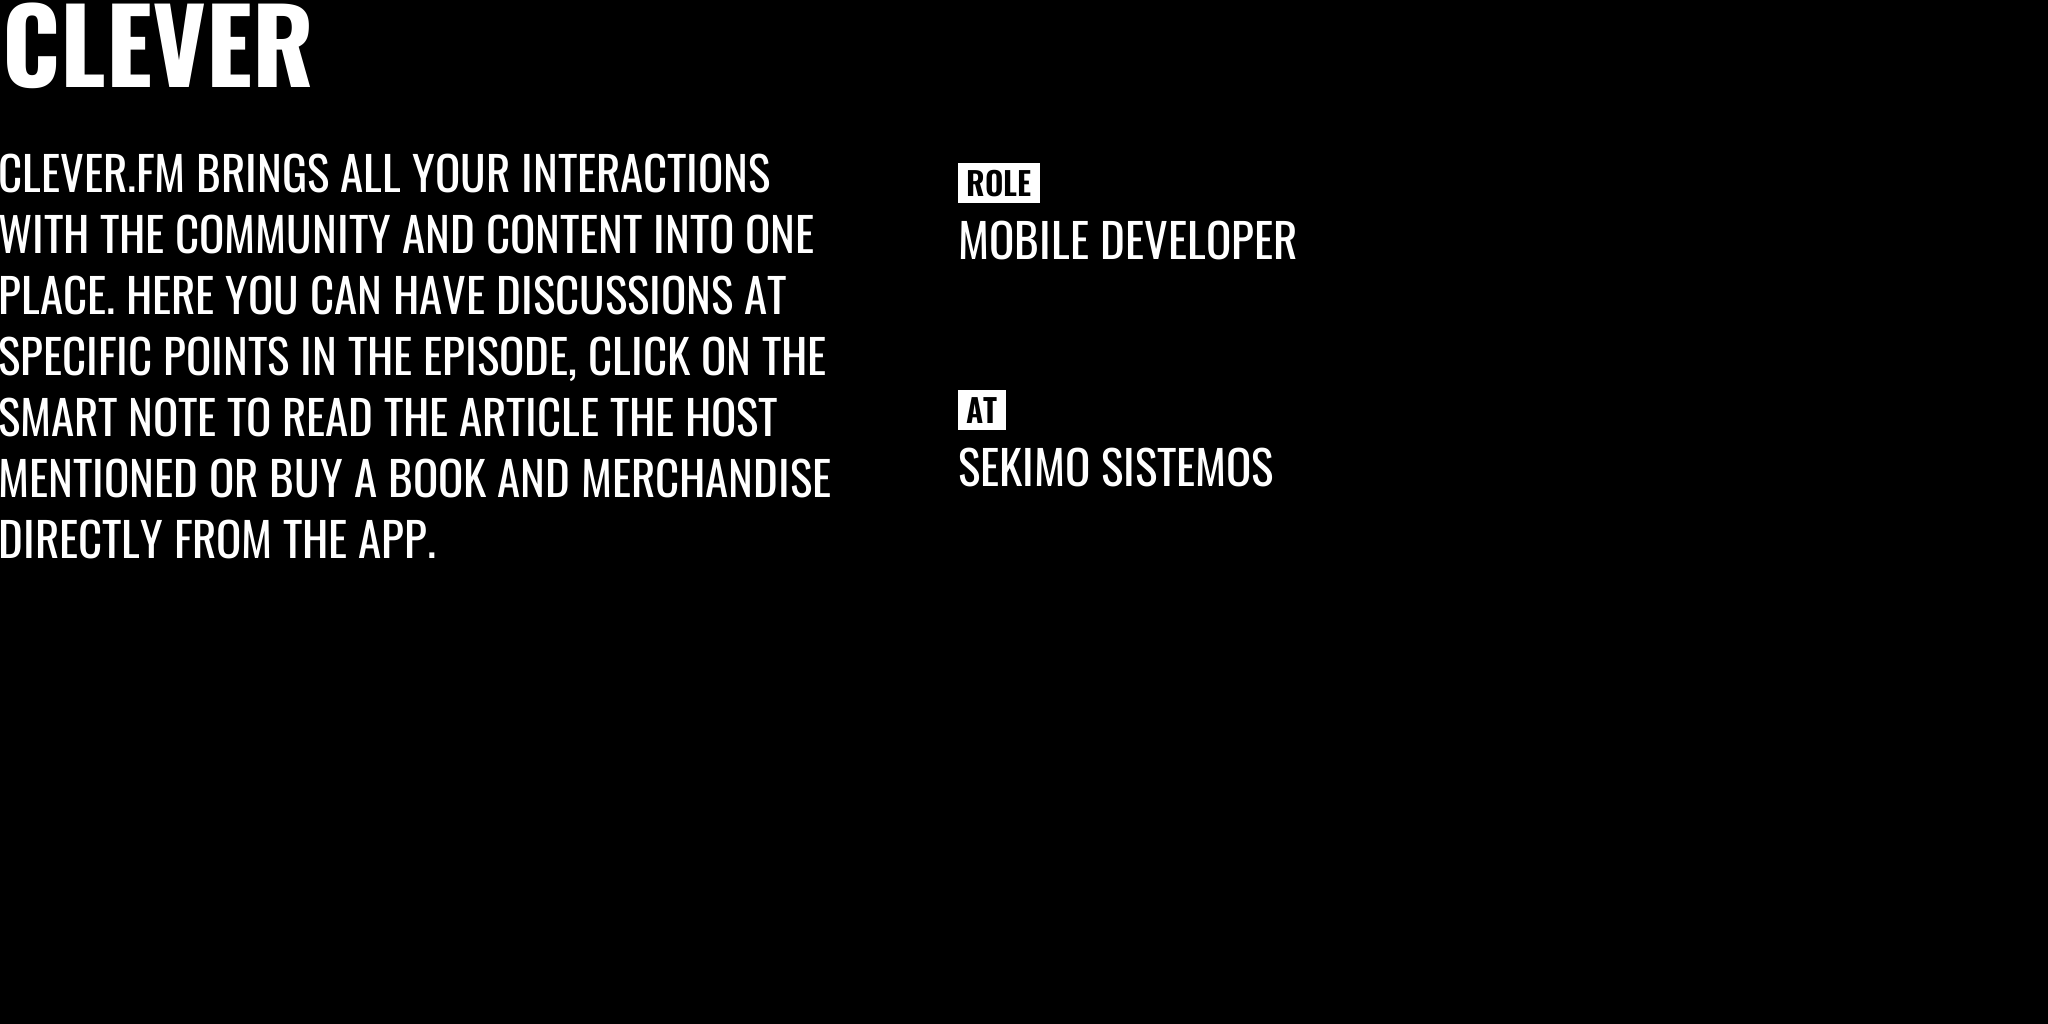 CLEVER
CLEVER.FM BRINGS ALL YOUR INTERACTIONS
WITH THE COMMUNITY AND CONTENT INTO ONE
PLACE. HERE YOU CAN HAVE DISCUSSIONS AT
SPECIFIC POINTS IN THE EPISODE, CLICK ON THE
SMART NOTE TO READ THE ARTICLE THE HOST
MENTIONED OR BUY A BOOK AND MERCHANDISE
DIRECTLY FROM THE APP.
ROLE
MOBILE DEVELOPER
AT
SEKIMO SISTEMOS